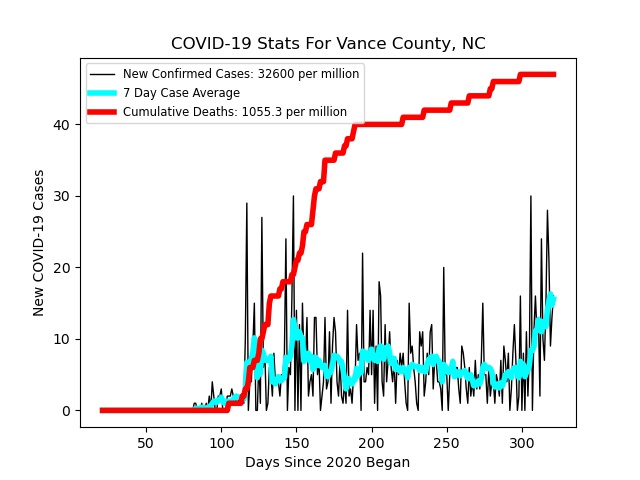 COVID-19 Stats For Vance County, NC
New Confirmed Cases: 32600 per million
7 Day Case Average
Cumulative Deaths: 1055.3 per million
New COVID-19 Cases
40
30
20
10
0
50 100 150 200 250 300
Days Since 2020 Began